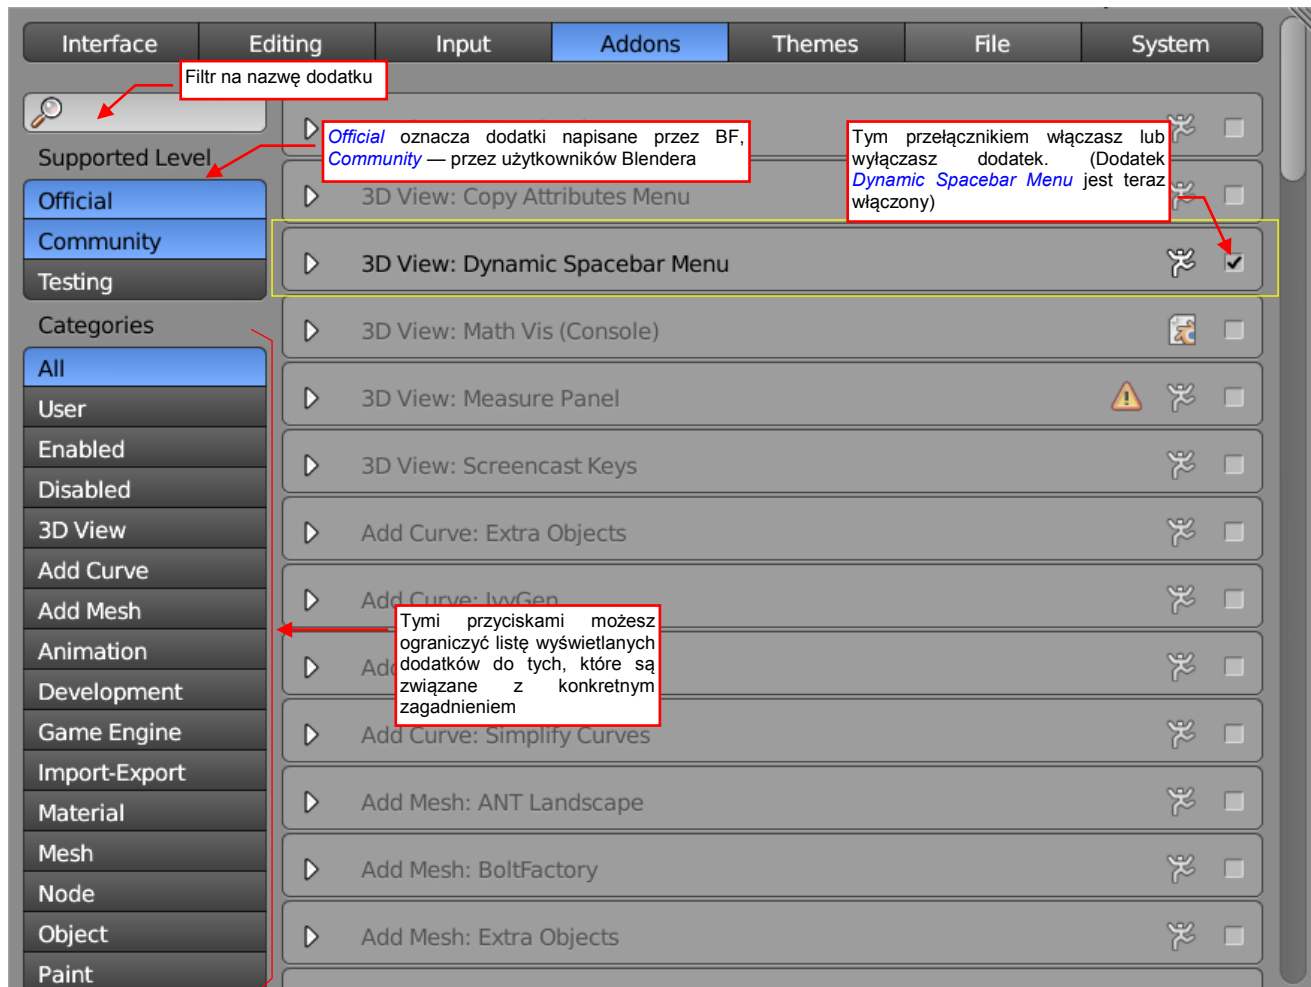 Interface Editing Input Addons Themes File System
Filtr na nazwę dodatku
Official oznacza dodatki napisane przez BF,
Community — przez użytkowników Blendera
Tym przełącznikiem włączasz lub
wyłączasz dodatek. (Dodatek
Dynamic Spacebar Menu jest teraz
włączony)
Supported Level
Official
Community
Testing
Categories
All
User
Enabled
Disabled
3D View
Add Curve
Add Mesh
Animation
Development
Game Engine
Import-Export
Material
Mesh
Node
Object
Paint
3D View: Copy Attributes Menu
3D View: Dynamic Spacebar Menu
3D View: Math Vis (Console)
3D View: Measure Panel
3D View: Screencast Keys
Add Curve: Extra Objects
Add Curve: IvyGen
Tymi przyciskami możesz
ograniczyć listę wyświetlanych
dodatków do tych, które są
związane z konkretnym
zagadnieniem
Add Curve: Simplify Curves
Add Mesh: ANT Landscape
Add Mesh: BoltFactory
Add Mesh: Extra Objects